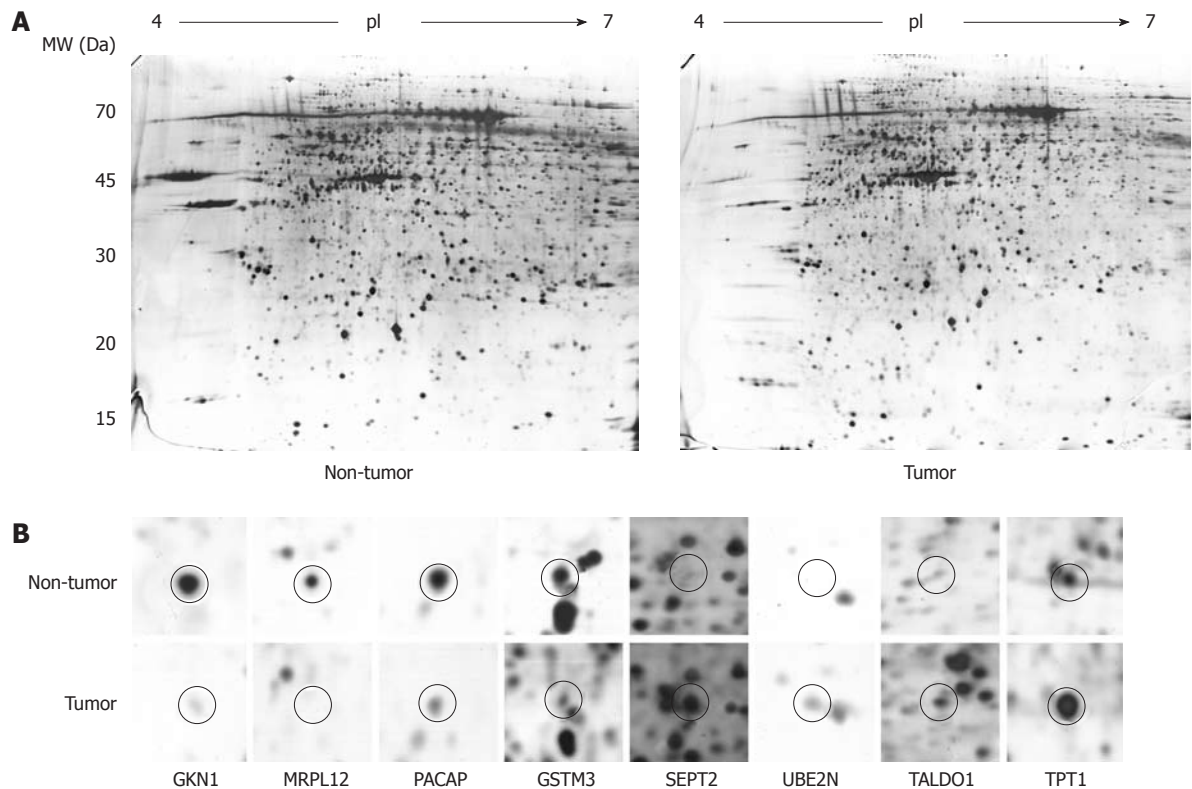 A
4 pI 7
4 pI 7
MW (Da)
70
45
30
20
15
Non-tumor
Tumor
B
Non-tumor
Tumor
GKN1 MRPL12 PACAP GSTM3 SEPT2 UBE2N TALDO1 TPT1